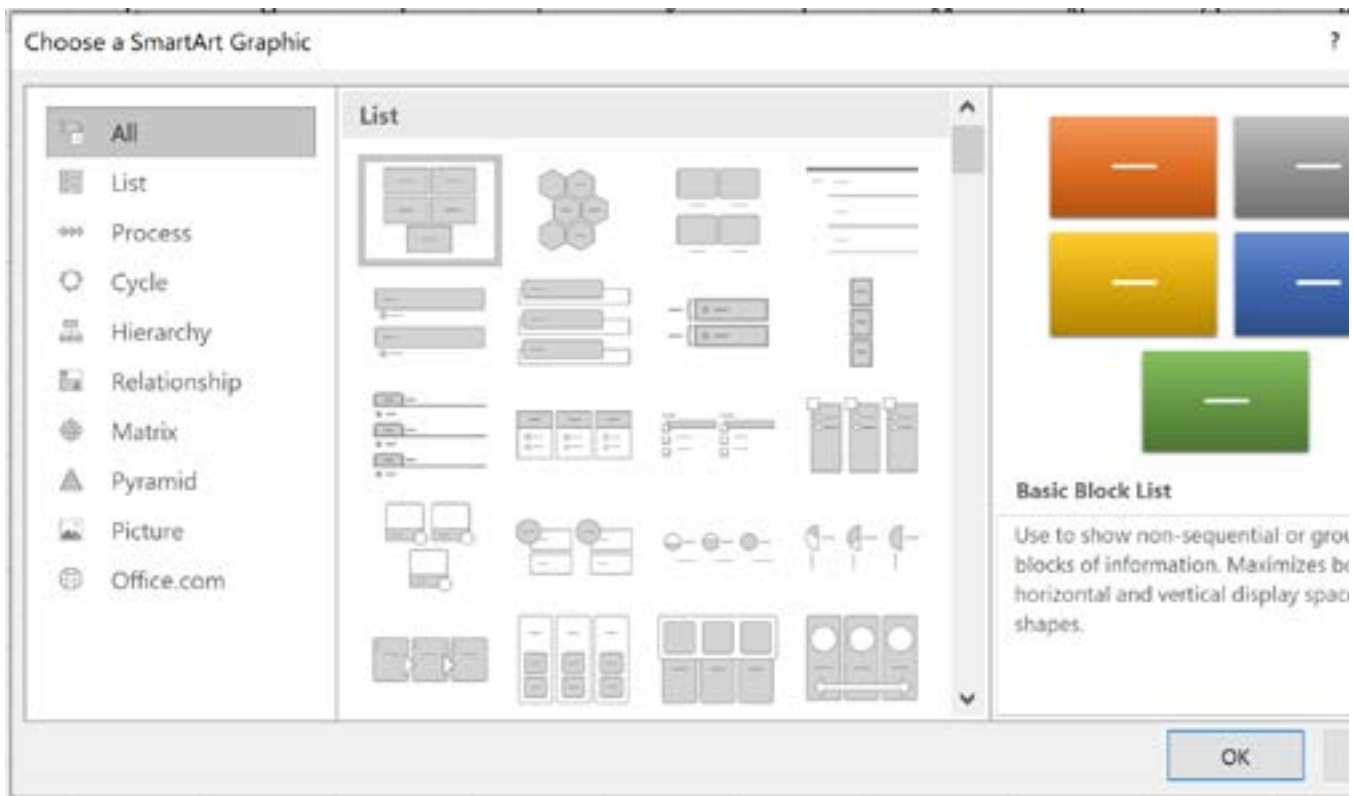 Choose a SmartArt Graphic
?
All
List
Process
Cycle
Hierarchy
Relationship
Matrix
Pyramid
Picture
Office.com
List
Basic Block List
Use to show non-sequential or grou
blocks of information. Maximizes bo
horizontal and vertical display space
shapes.
OK